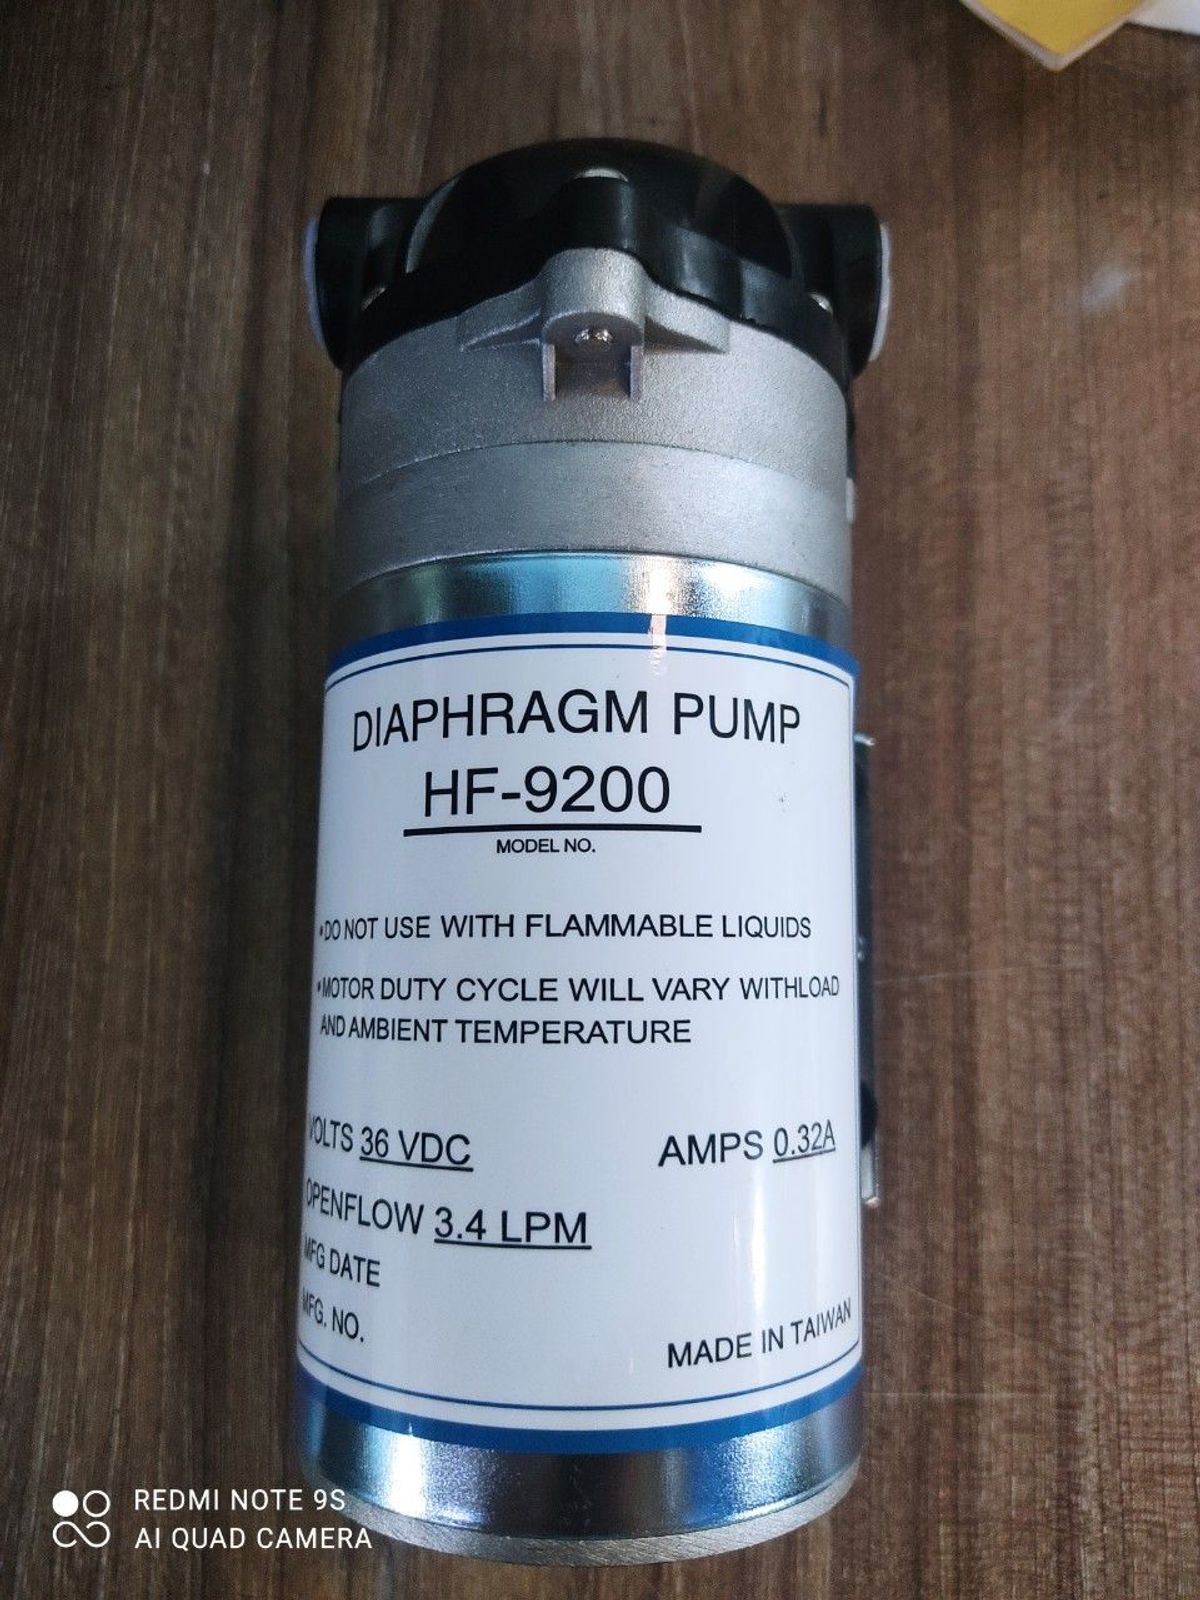 DIAPHRAGM PUMP
HF-9200
MODEL NO.
•DO NOT USE WITH FLAMMABLE LIQUIDS
•MOTOR DUTY CYCLE WILL VARY WITHLOAD
AND AMBIENT TEMPERATURE
VOLTS 36 VDC AMPS 0.32A
OPENFLOW 3.4 LPM
MFG DATE
MFG. NO.
MADE IN TAIWAN
REDMI NOTE 9S
AI QUAD CAMERA